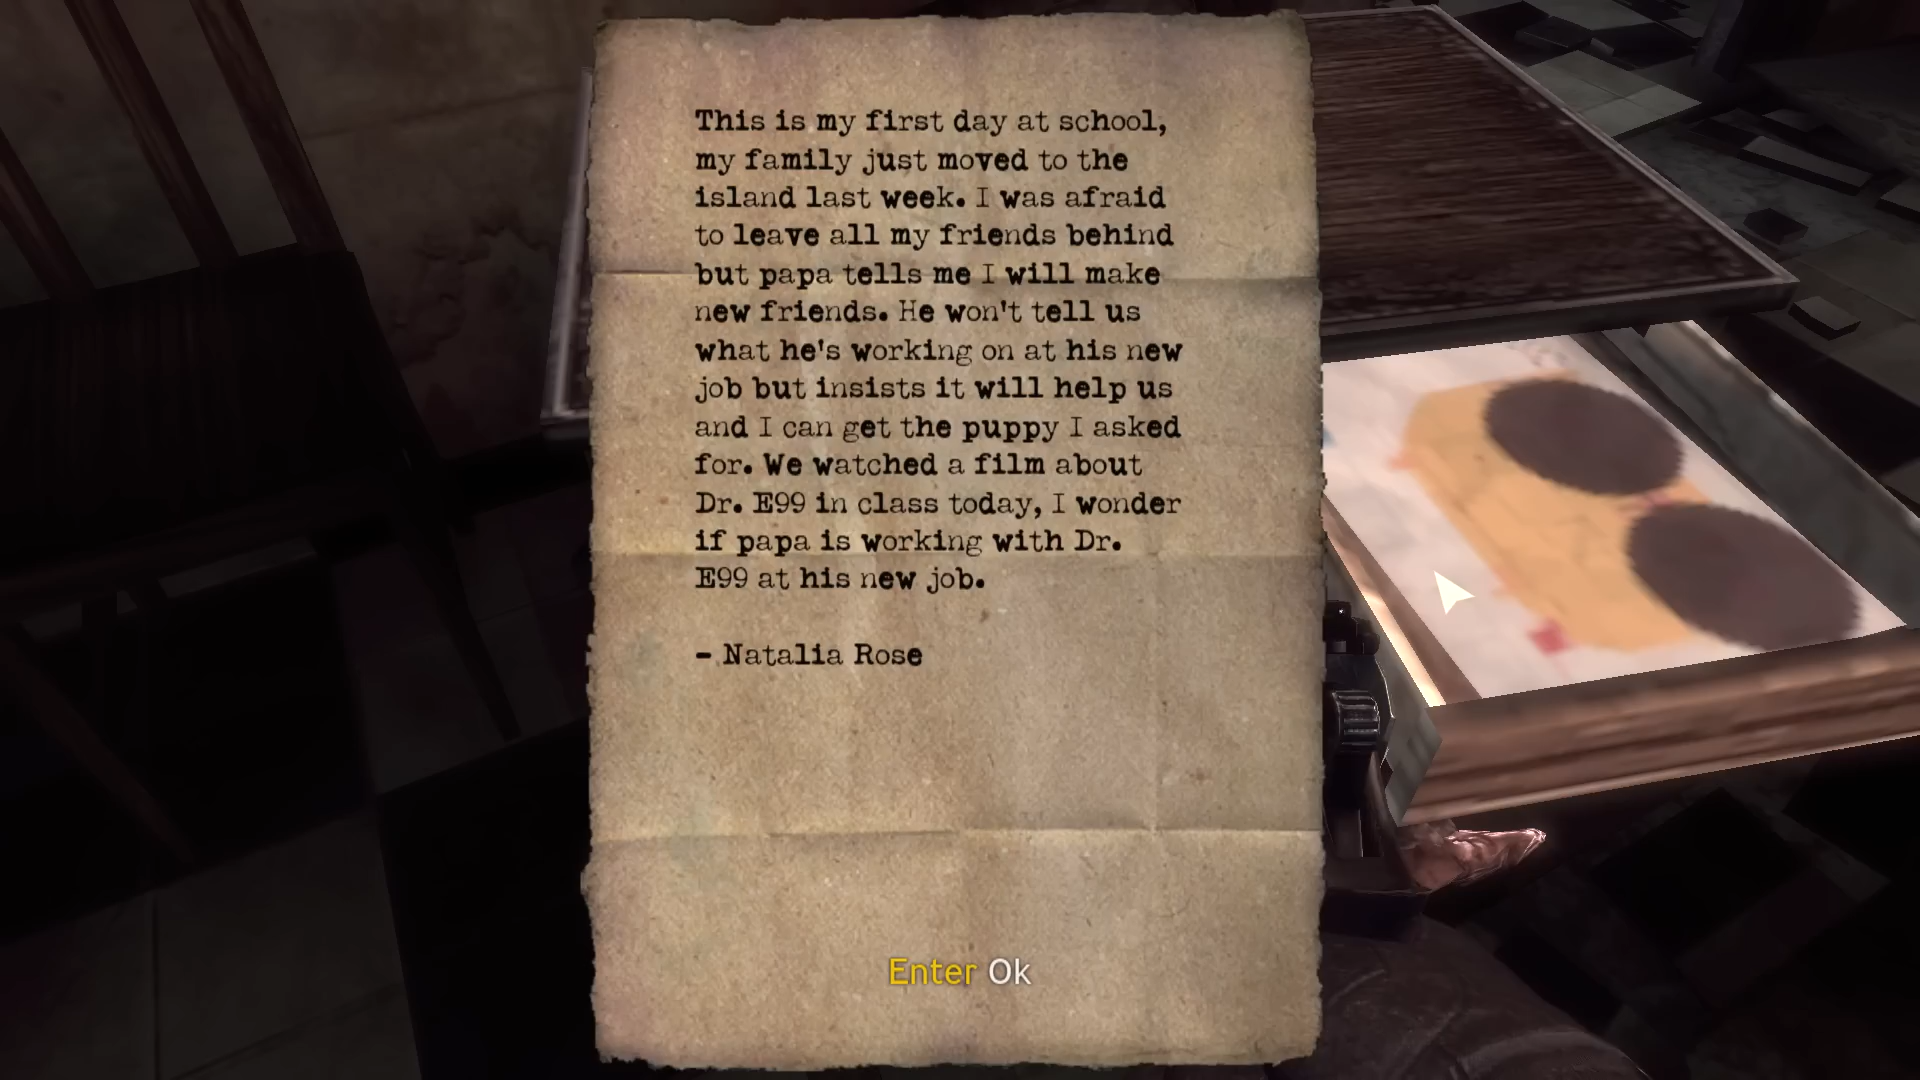 This is my first day at school,
my family just moved to the
island last week. I was afraid
to leave all my friends behind
but papa tells me I will make
new friends. He won't tell us
what he's working on at his new
job but insists it will help us
and I can get the puppy I asked
for. We watched a film about
Dr. E99 in class today, I wonder
if papa is working with Dr.
E99 at his new job.
- Natalia Rose
Enter Ok